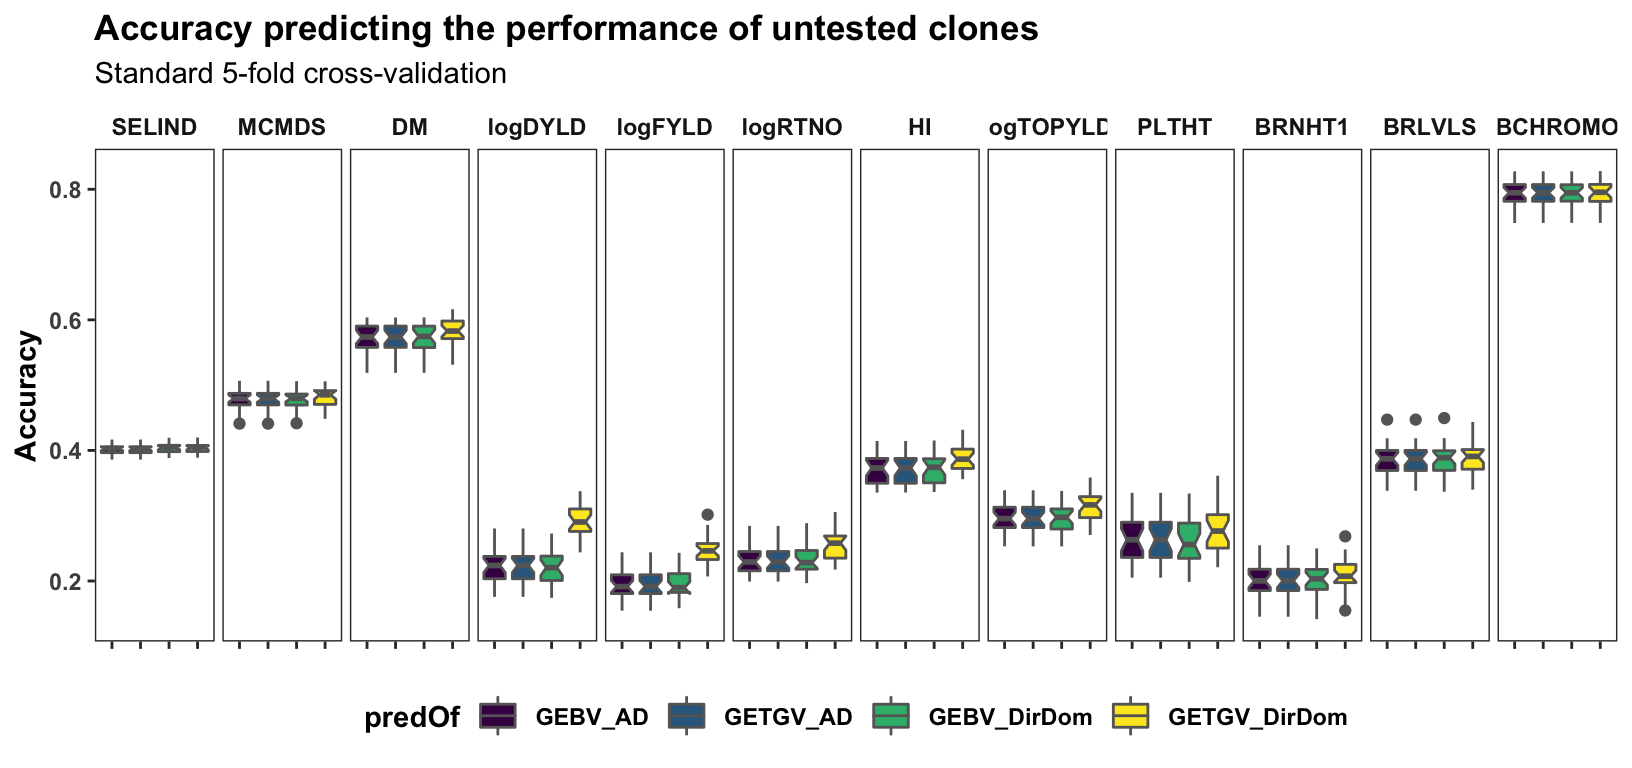 Accuracy predicting the performance of untested clones
Standard 5-fold cross-validation
SELIND MCMDS DM logDYLD logFYLD logRTNO HI ogTOPYLD PLTHT BRNHT1 BRLVLS BCHROMO
0.8
0.6
0.4
0.2
Accuracy
predOf GEBV_AD GETGV_AD GEBV_DirDom GETGV_DirDom